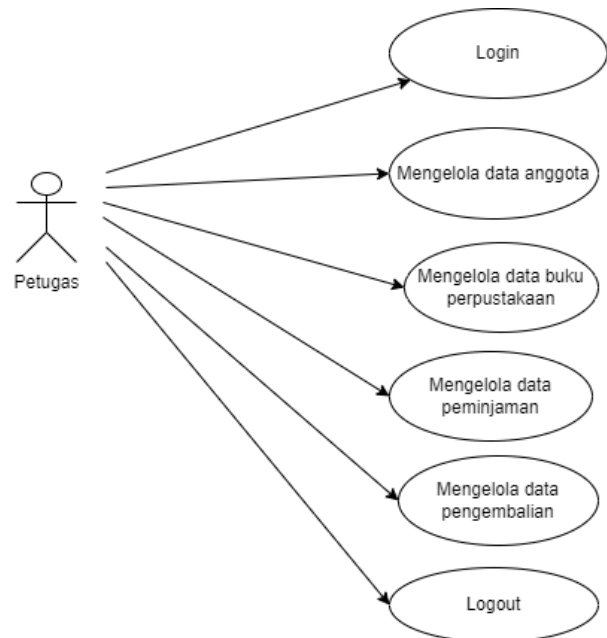 Login
Mengelola data anggota
Petugas
Mengelola data buku
perpustakaan
Mengelola data
peminjaman
Mengelola data
pengembalian
Logout